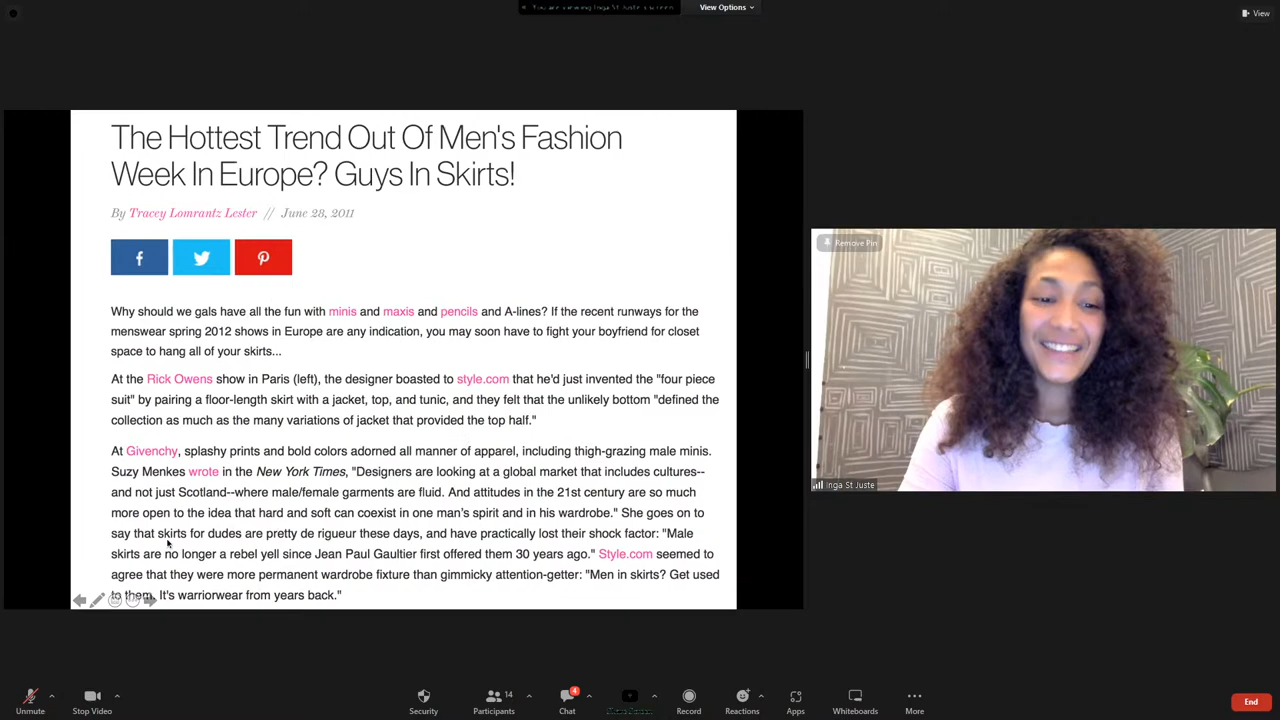 You are viewing Inga St Juste's screen
View Options
View
The Hottest Trend Out Of Men's Fashion
Week In Europe? Guys In Skirts!
By Tracey Lomrantz Lester // June 28, 2011
Why should we gals have all the fun with minis and maxis and pencils and A-lines? If the recent runways for the
menswear spring 2012 shows in Europe are any indication, you may soon have to fight your boyfriend for closet
space to hang all of your skirts...
At the Rick Owens show in Paris (left), the designer boasted to style.com that he'd just invented the "four piece
suit" by pairing a floor-length skirt with a jacket, top, and tunic, and they felt that the unlikely bottom "defined the
collection as much as the many variations of jacket that provided the top half."
At Givenchy, splashy prints and bold colors adorned all manner of apparel, including thigh-grazing male minis.
Suzy Menkes wrote in the New York Times, "Designers are looking at a global market that includes cultures--
and not just Scotland--where male/female garments are fluid. And attitudes in the 21st century are so much
more open to the idea that hard and soft can coexist in one man's spirit and in his wardrobe." She goes on to
say that skirts for dudes are pretty de rigueur these days, and have practically lost their shock factor: "Male
skirts are no longer a rebel yell since Jean Paul Gaultier first offered them 30 years ago." Style.com seemed to
agree that they were more permanent wardrobe fixture than gimmicky attention-getter: "Men in skirts? Get used
to them. It's warriorwear from years back."
Remove Pin
Inga St Juste
Unmute
Stop Video
Security
Participants 14
Chat 4
Share Screen
Record
Reactions
Apps
Whiteboards
More
End